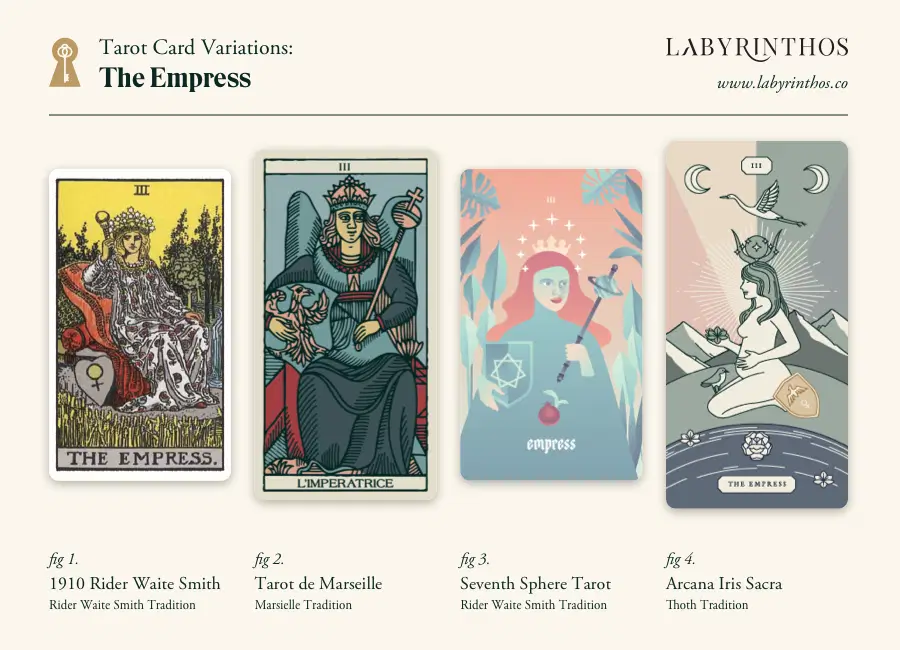 Tarot Card Variations:
The Empress
LABYRINTHOS
www.labyrinthos.co
III
THE EMPRESS.
III
L'IMPERATRICE
III
empress
III
THE EMPRESS
fig 1.
1910 Rider Waite Smith
Rider Waite Smith Tradition
fig 2.
Tarot de Marseille
Marsielle Tradition
fig 3.
Seventh Sphere Tarot
Rider Waite Smith Tradition
fig 4.
Arcana Iris Sacra
Thoth Tradition